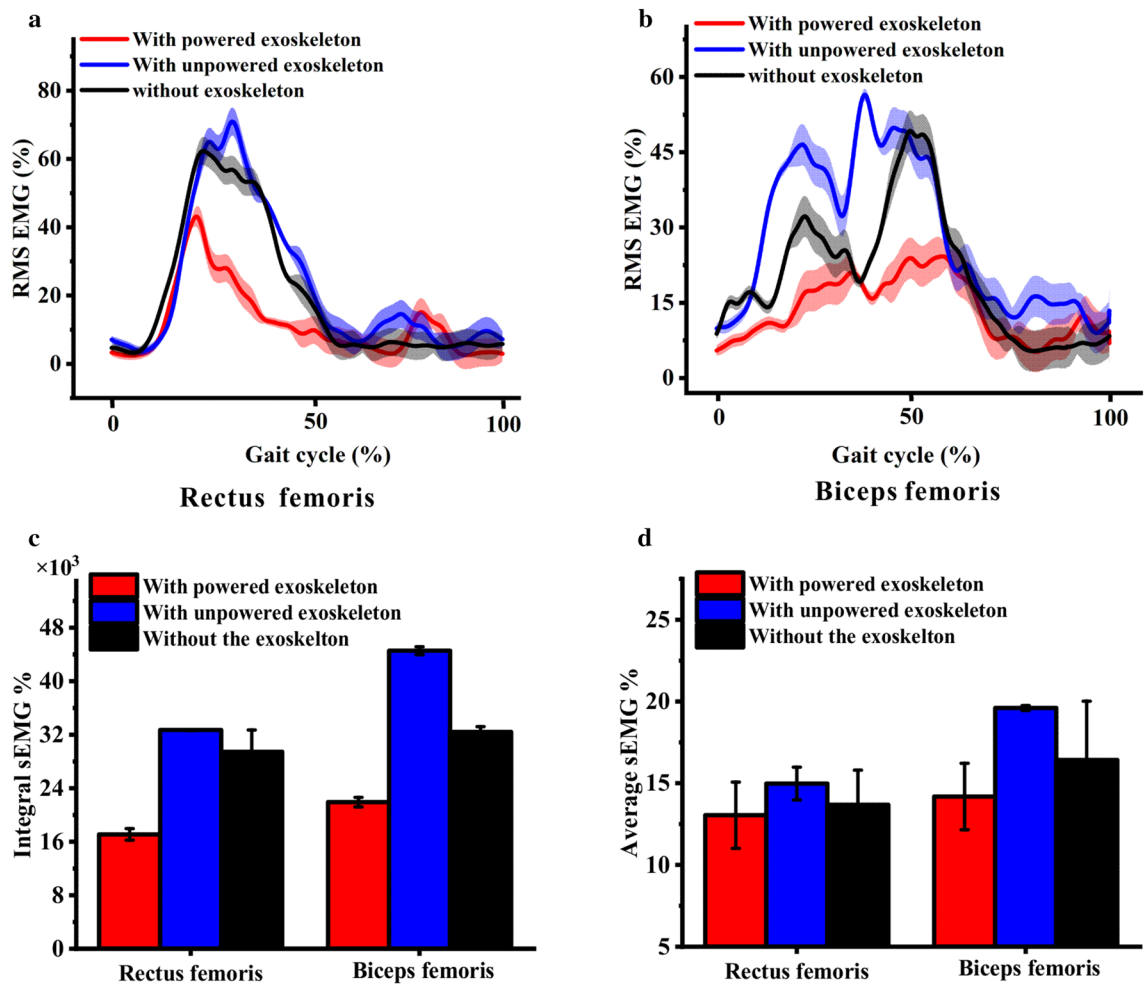 a
With powered exoskeleton
With unpowered exoskeleton
without exoskeleton
RMS EMG (%)
80
60
40
20
0
0
50
100
Gait cycle (%)
Rectus femoris
b
With powered exoskeleton
With unpowered exoskeleton
without exoskeleton
RMS EMG (%)
60
45
30
15
0
0
50
100
Gait cycle (%)
Biceps femoris
c
×10³
With powered exoskeleton
With unpowered exoskeleton
Without the exoskelton
Integral sEMG %
48
40
32
24
16
8
0
Rectus femoris
Biceps femoris
d
With powered exoskeleton
With unpowered exoskeleton
Without the exoskelton
Average sEMG %
25
20
15
10
5
Rectus femoris
Biceps femoris